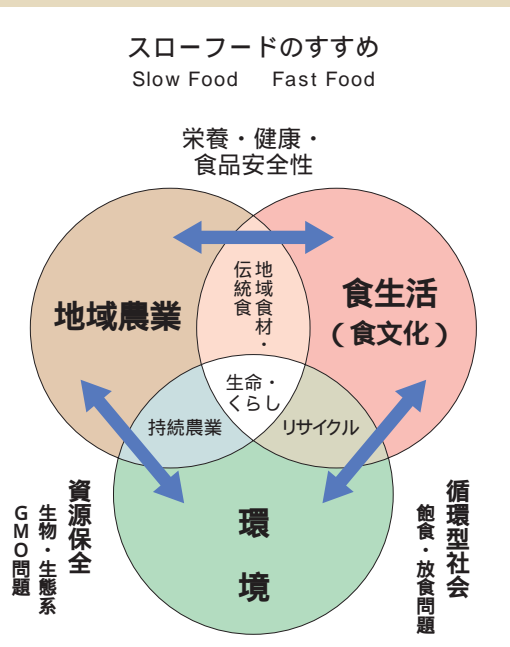 スローフードのすすめ
Slow Food Fast Food
栄養・健康・
食品安全性
地域食材・
伝統食
地域農業
食生活
（食文化）
生命・
くらし
持続農業
リサイクル
資源保全
生物・生態系
GMO問題
環
境
循環型社会
飽食・放食問題